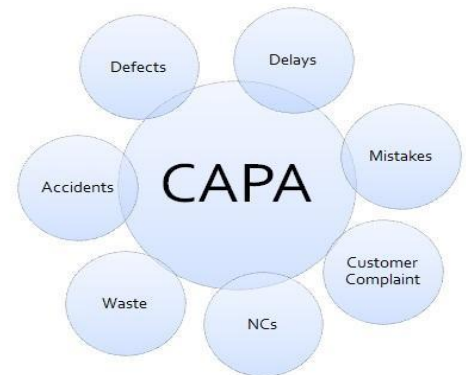 Defects
Delays
Accidents
CAPA
Mistakes
Customer
Complaint
Waste
NCs